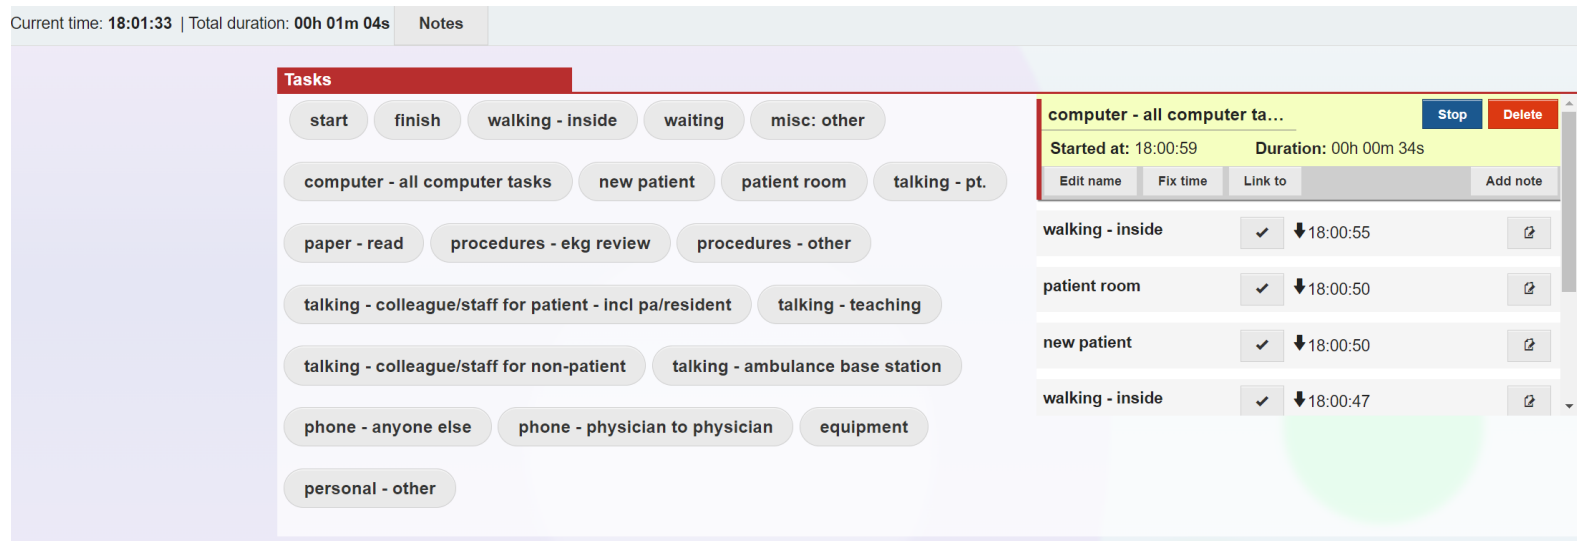 Current time: 18:01:33 | Total duration: 00h 01m 04s Notes
Tasks
start finish walking - inside waiting misc: other
computer - all computer tasks new patient patient room talking - pt.
paper - read procedures - ekg review procedures - other
talking - colleague/staff for patient - incl pa/resident talking - teaching
talking - colleague/staff for non-patient talking - ambulance base station
phone - anyone else phone - physician to physician equipment
personal - other
computer - all computer ta... Stop Delete
Started at: 18:00:59 Duration: 00h 00m 34s
Edit name Fix time Link to Add note
walking - inside 18:00:55
patient room 18:00:50
new patient 18:00:50
walking - inside 18:00:47